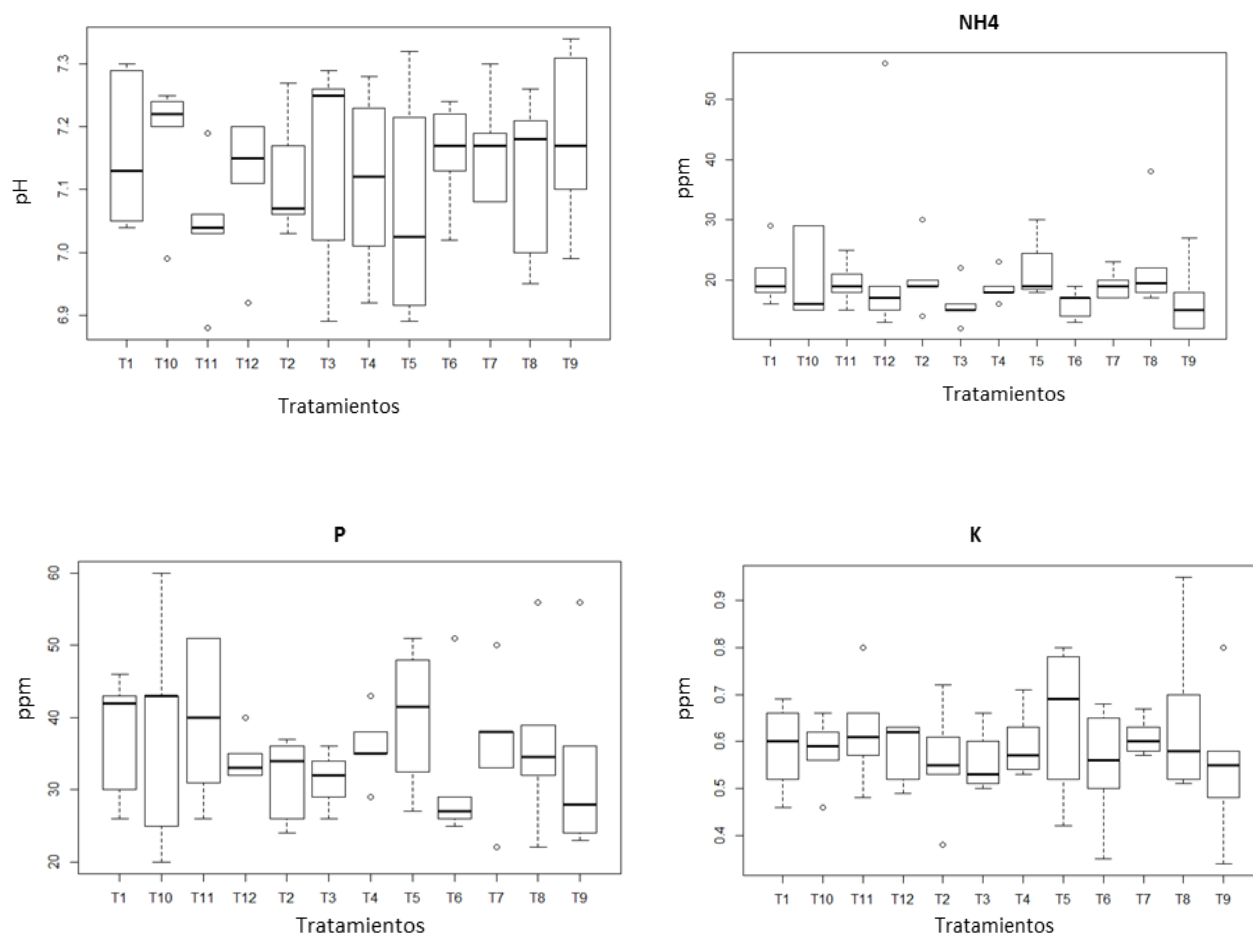 pH
7.3
7.2
7.1
7.0
6.9
T1 T10 T11 T12 T2 T3 T4 T5 T6 T7 T8 T9
Tratamientos
NH4
ppm
50
40
30
20
T1 T10 T11 T12 T2 T3 T4 T5 T6 T7 T8 T9
Tratamientos
P
ppm
60
50
40
30
20
T1 T10 T11 T12 T2 T3 T4 T5 T6 T7 T8 T9
Tratamientos
K
ppm
0.9
0.8
0.7
0.6
0.5
0.4
T1 T10 T11 T12 T2 T3 T4 T5 T6 T7 T8 T9
Tratamientos